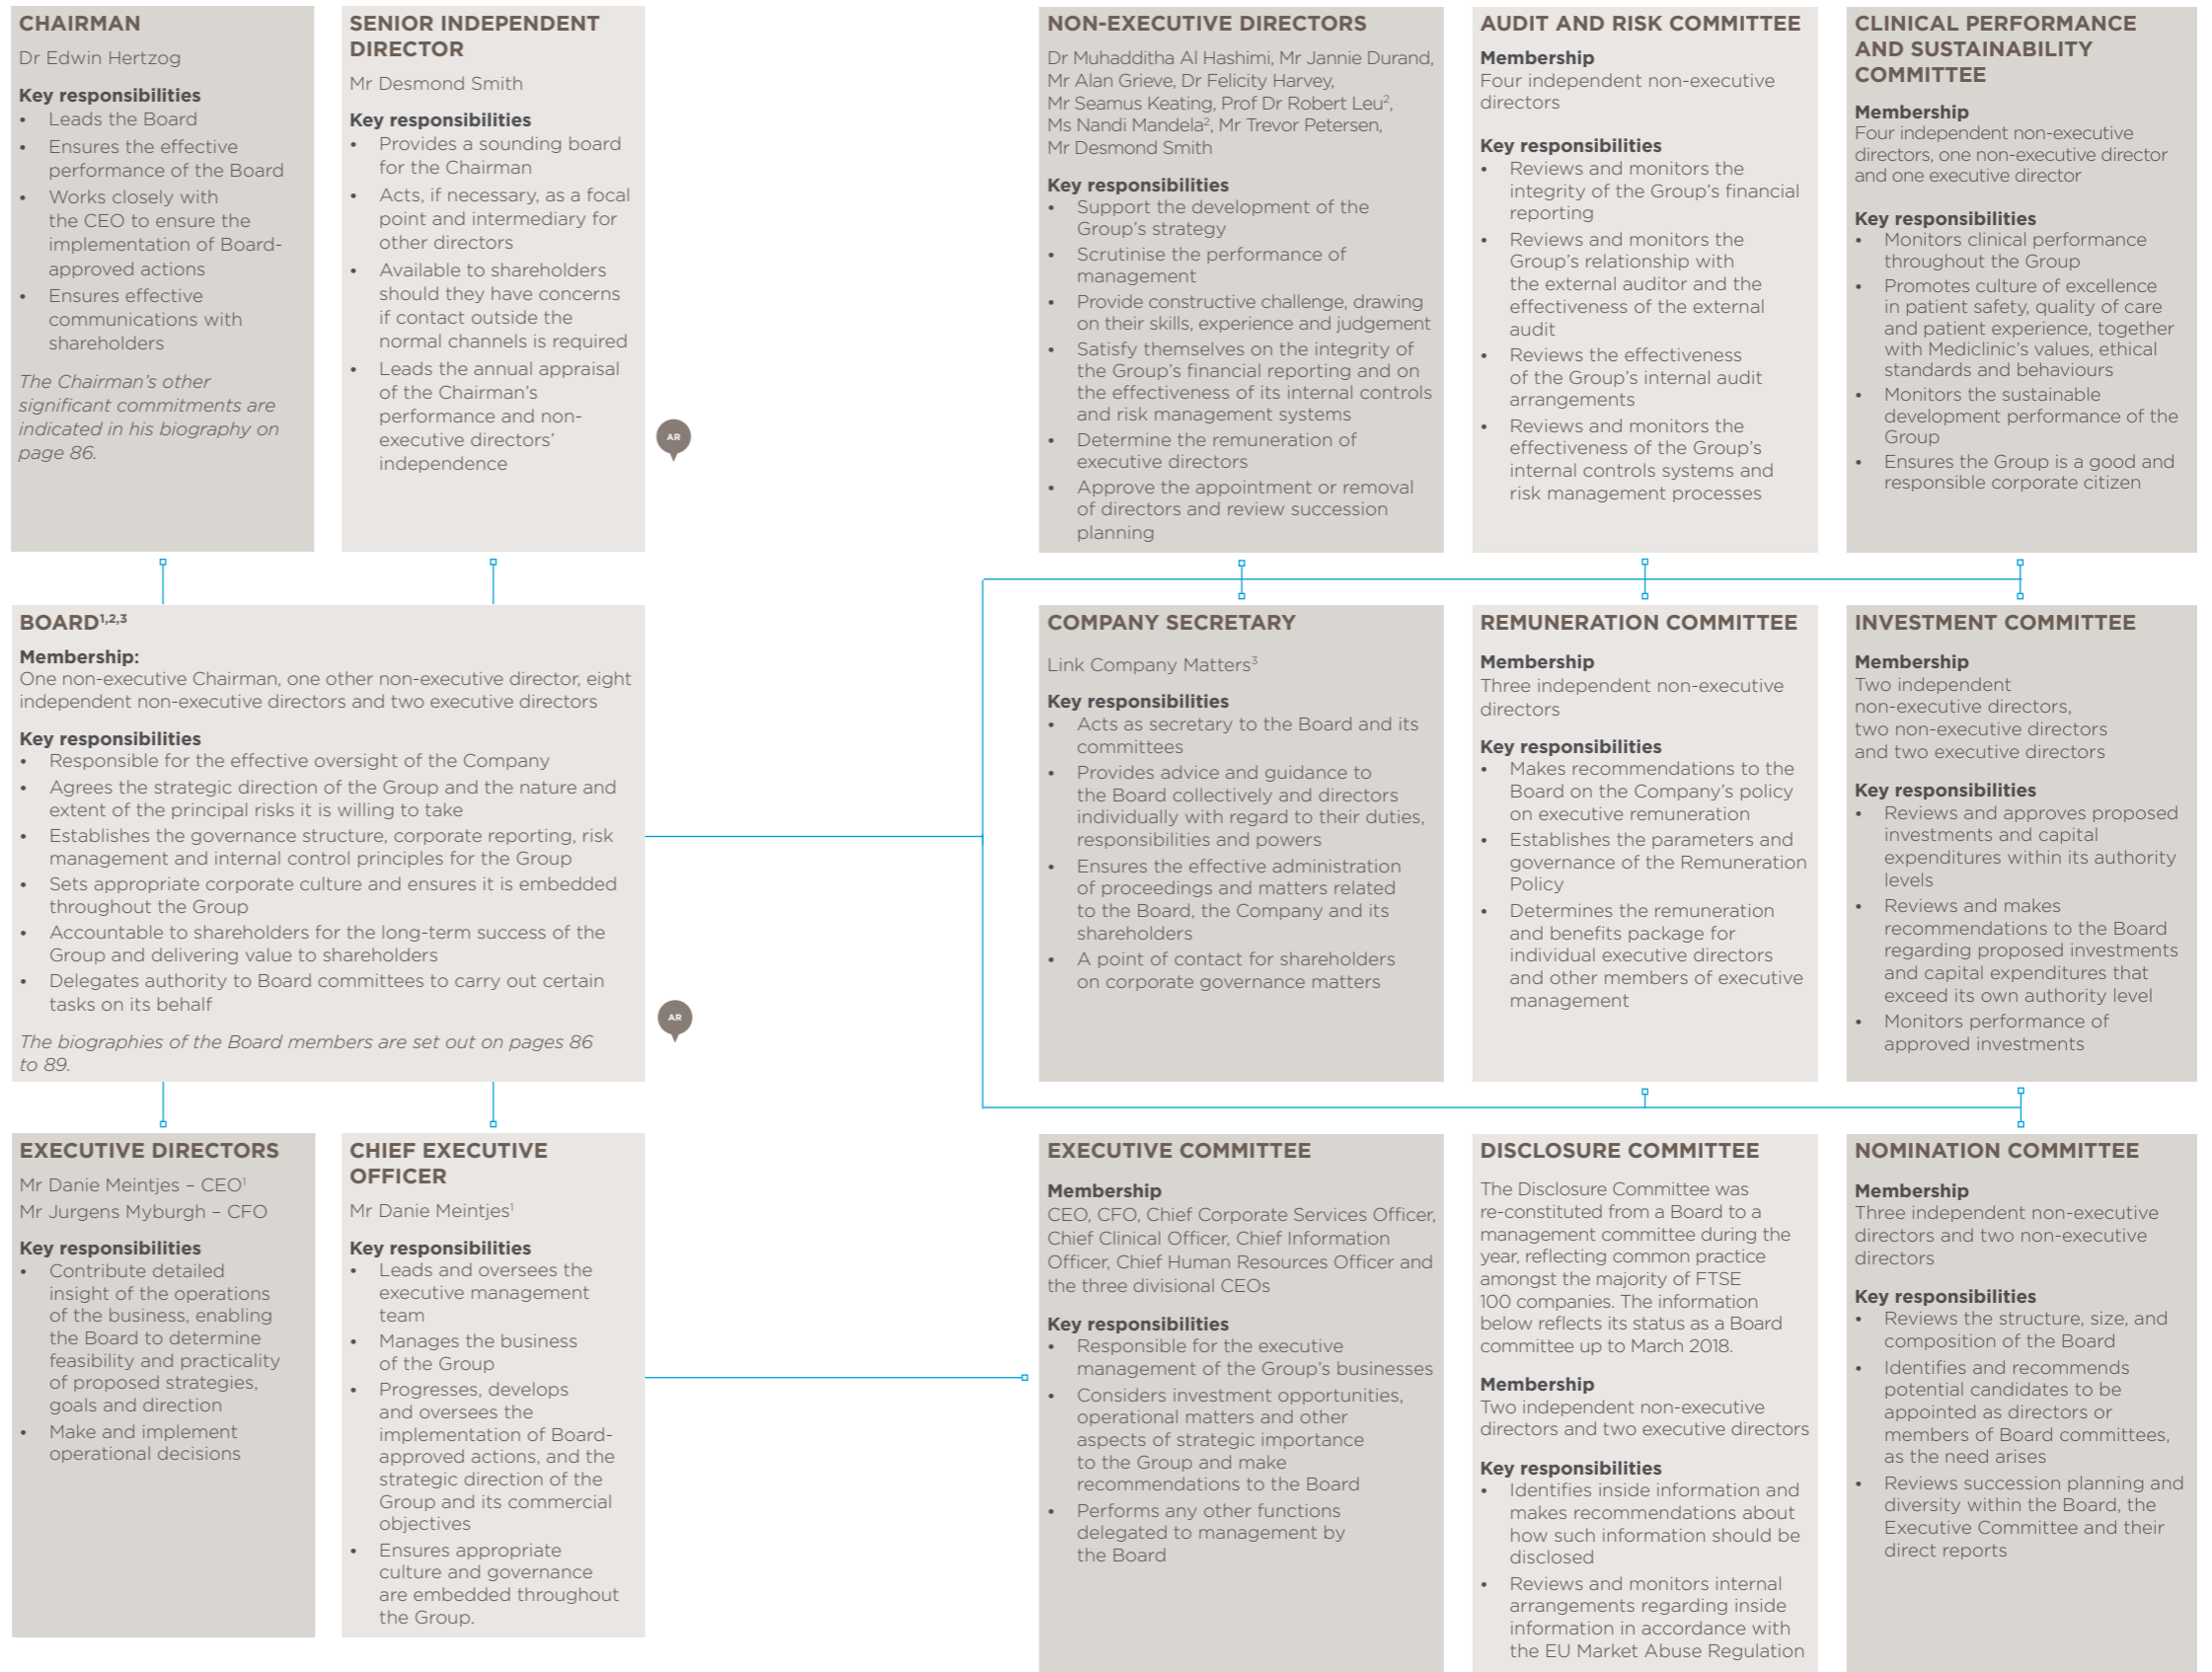 CHAIRMAN
Dr Edwin Hertzog
Key responsibilities
• Leads the Board
• Ensures the effective
performance of the Board
• Works closely with
the CEO to ensure the
implementation of Board-
approved actions
• Ensures effective
communications with
shareholders
The Chairman's other
significant commitments are
indicated in his biography on
page 86.
SENIOR INDEPENDENT
DIRECTOR
Mr Desmond Smith
Key responsibilities
• Provides a sounding board
for the Chairman
• Acts, if necessary, as a focal
point and intermediary for
other directors
• Available to shareholders
should they have concerns
if contact outside the
normal channels is required
• Leads the annual appraisal
of the Chairman's
performance and non-
executive directors'
independence
AR
NON-EXECUTIVE DIRECTORS
Dr Muhadditha Al Hashimi, Mr Jannie Durand,
Mr Alan Grieve, Dr Felicity Harvey,
Mr Seamus Keating, Prof Dr Robert Leu²,
Ms Nandi Mandela², Mr Trevor Petersen,
Mr Desmond Smith
Key responsibilities
• Support the development of the
Group's strategy
• Scrutinise the performance of
management
• Provide constructive challenge, drawing
on their skills, experience and judgement
• Satisfy themselves on the integrity of
the Group's financial reporting and on
the effectiveness of its internal controls
and risk management systems
• Determine the remuneration of
executive directors
• Approve the appointment or removal
of directors and review succession
planning
AUDIT AND RISK COMMITTEE
Membership
Four independent non-executive
directors
Key responsibilities
• Reviews and monitors the
integrity of the Group's financial
reporting
• Reviews and monitors the
Group's relationship with
the external auditor and the
effectiveness of the external
audit
• Reviews the effectiveness
of the Group's internal audit
arrangements
• Reviews and monitors the
effectiveness of the Group's
internal controls systems and
risk management processes
CLINICAL PERFORMANCE
AND SUSTAINABILITY
COMMITTEE
Membership
Four independent non-executive
directors, one non-executive director
and one executive director
Key responsibilities
• Monitors clinical performance
throughout the Group
• Promotes culture of excellence
in patient safety, quality of care
and patient experience, together
with Mediclinic's values, ethical
standards and behaviours
• Monitors the sustainable
development performance of the
Group
• Ensures the Group is a good and
responsible corporate citizen
BOARD¹,²,³
Membership:
One non-executive Chairman, one other non-executive director, eight
independent non-executive directors and two executive directors
Key responsibilities
• Responsible for the effective oversight of the Company
• Agrees the strategic direction of the Group and the nature and
extent of the principal risks it is willing to take
• Establishes the governance structure, corporate reporting, risk
management and internal control principles for the Group
• Sets appropriate corporate culture and ensures it is embedded
throughout the Group
• Accountable to shareholders for the long-term success of the
Group and delivering value to shareholders
• Delegates authority to Board committees to carry out certain
tasks on its behalf
The biographies of the Board members are set out on pages 86
to 89.
AR
COMPANY SECRETARY
Link Company Matters³
Key responsibilities
• Acts as secretary to the Board and its
committees
• Provides advice and guidance to
the Board collectively and directors
individually with regard to their duties,
responsibilities and powers
• Ensures the effective administration
of proceedings and matters related
to the Board, the Company and its
shareholders
• A point of contact for shareholders
on corporate governance matters
REMUNERATION COMMITTEE
Membership
Three independent non-executive
directors
Key responsibilities
• Makes recommendations to the
Board on the Company's policy
on executive remuneration
• Establishes the parameters and
governance of the Remuneration
Policy
• Determines the remuneration
and benefits package for
individual executive directors
and other members of executive
management
INVESTMENT COMMITTEE
Membership
Two independent
non-executive directors,
two non-executive directors
and two executive directors
Key responsibilities
• Reviews and approves proposed
investments and capital
expenditures within its authority
levels
• Reviews and makes
recommendations to the Board
regarding proposed investments
and capital expenditures that
exceed its own authority level
• Monitors performance of
approved investments
EXECUTIVE DIRECTORS
Mr Danie Meintjes – CEO¹
Mr Jurgens Myburgh – CFO
Key responsibilities
• Contribute detailed
insight of the operations
of the business, enabling
the Board to determine
feasibility and practicality
of proposed strategies,
goals and direction
• Make and implement
operational decisions
CHIEF EXECUTIVE
OFFICER
Mr Danie Meintjes¹
Key responsibilities
• Leads and oversees the
executive management
team
• Manages the business
of the Group
• Progresses, develops
and oversees the
implementation of Board-
approved actions, and the
strategic direction of the
Group and its commercial
objectives
• Ensures appropriate
culture and governance
are embedded throughout
the Group.
EXECUTIVE COMMITTEE
Membership
CEO, CFO, Chief Corporate Services Officer,
Chief Clinical Officer, Chief Information
Officer, Chief Human Resources Officer and
the three divisional CEOs
Key responsibilities
• Responsible for the executive
management of the Group's businesses
• Considers investment opportunities,
operational matters and other
aspects of strategic importance
to the Group and make
recommendations to the Board
• Performs any other functions
delegated to management by
the Board
DISCLOSURE COMMITTEE
The Disclosure Committee was
re-constituted from a Board to a
management committee during the
year, reflecting common practice
amongst the majority of FTSE
100 companies. The information
below reflects its status as a Board
committee up to March 2018.
Membership
Two independent non-executive
directors and two executive directors
Key responsibilities
• Identifies inside information and
makes recommendations about
how such information should be
disclosed
• Reviews and monitors internal
arrangements regarding inside
information in accordance with
the EU Market Abuse Regulation
NOMINATION COMMITTEE
Membership
Three independent non-executive
directors and two non-executive
directors
Key responsibilities
• Reviews the structure, size, and
composition of the Board
• Identifies and recommends
potential candidates to be
appointed as directors or
members of Board committees,
as the need arises
• Reviews succession planning and
diversity within the Board, the
Executive Committee and their
direct reports